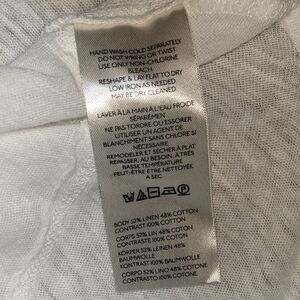 HAND WASH COLD SEPARATELY
DO NOT WRING OR TWIST
USE ONLY NON-CHLORINE
BLEACH
RESHAPE & LAY FLAT TO DRY
LOW IRON AS NEEDED
MAY BE DRY CLEANED
LAVER À LA MAIN À L'EAU FROIDE
SÉPARÉMEN
NE PAS TORDRE OU ESSORER
UTILISER UN AGENT DE
BLANCHIMENT SANS CHLORE SI
NÉCESSAIRE
REMODELER ET SÉCHER À PLAT
REPASSER, AU BESOIN, À TRÈS
BASSE TEMPÉRATURE
PEUT-ÊTRE ÊTRE NETTOYÉE
A SEC
BODY 52% LINEN 48% COTTON
CONTRAST 100% COTTON
CORPS 52% LIN 48% COTON
CONTRASTE 100% COTON
KORPER 52% LEINEN 48%
BAUMWOLLE
KONTRAST 100% BAUMWOLLE
CORPO 52% LINO 48% COTONE
CONTRASTO 100% COTONE